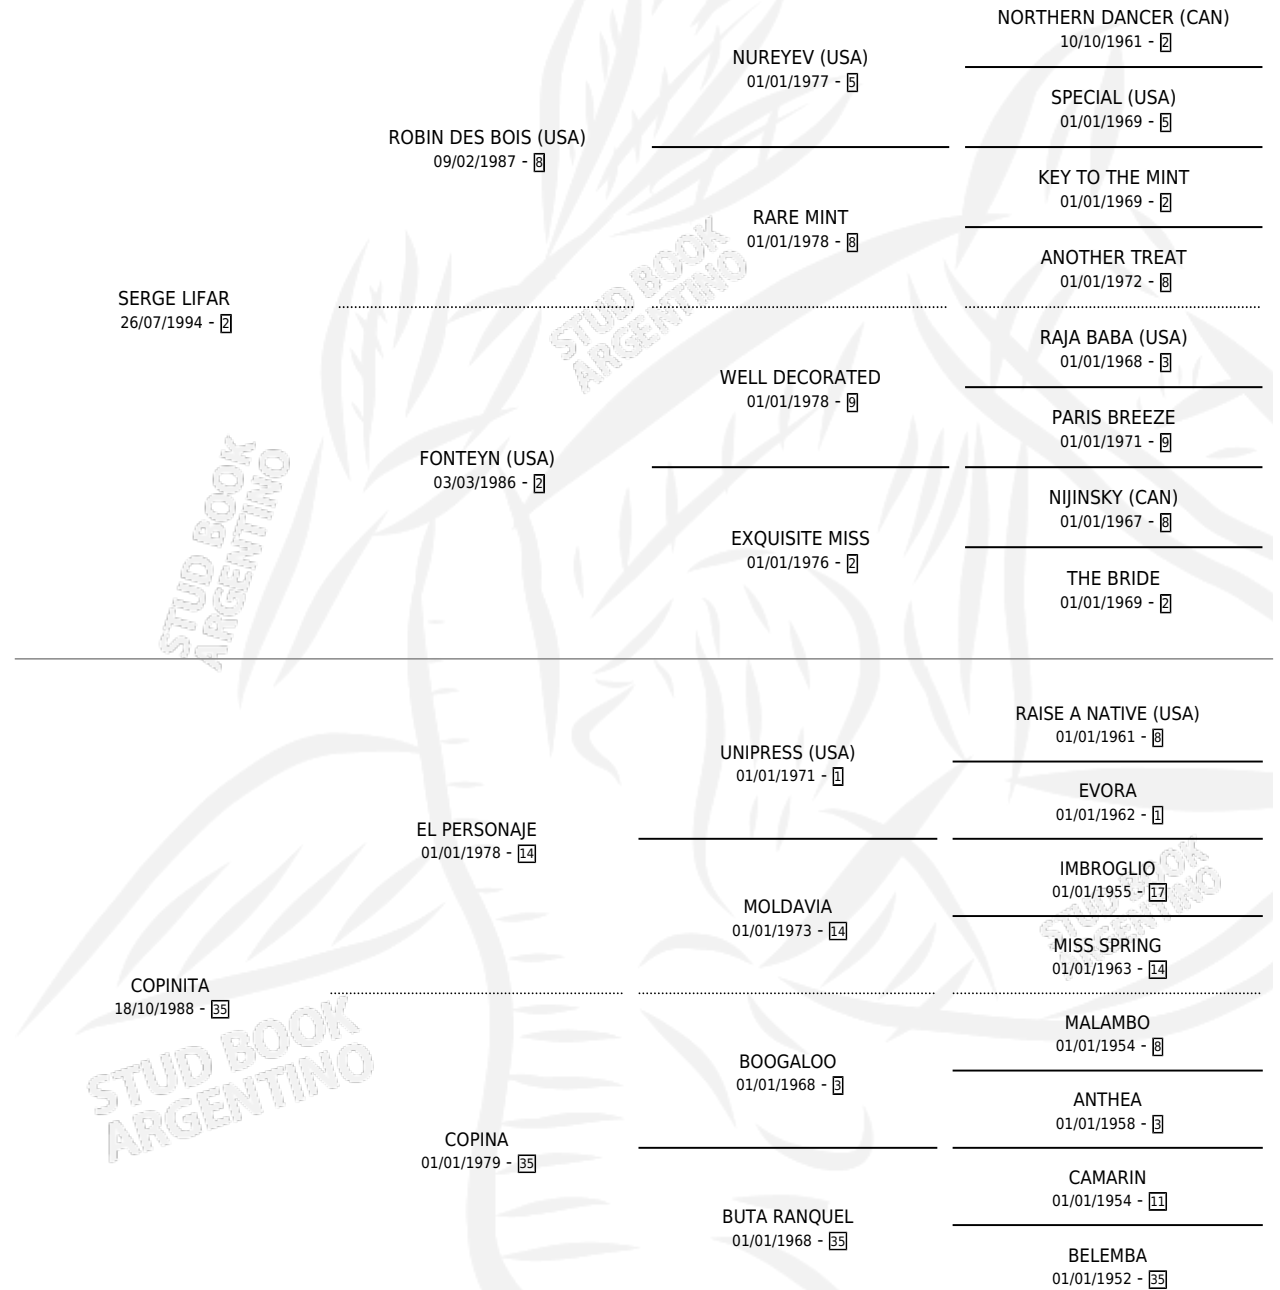 NORTHERN DANCER (CAN)
10/10/1961 - 2
NUREYEV (USA)
01/01/1977 - 5
SPECIAL (USA)
01/01/1969 - 5
ROBIN DES BOIS (USA)
09/02/1987 - 8
KEY TO THE MINT
01/01/1969 - 2
RARE MINT
01/01/1978 - 8
ANOTHER TREAT
01/01/1972 - 8
SERGE LIFAR
26/07/1994 - 2
STUD BOOK
ARGENTINO
RAJA BABA (USA)
01/01/1968 - 3
WELL DECORATED
01/01/1978 - 9
PARIS BREEZE
01/01/1971 - 9
FONTEYN (USA)
03/03/1986 - 2
NIJINSKY (CAN)
01/01/1967 - 8
EXQUISITE MISS
01/01/1976 - 2
THE BRIDE
01/01/1969 - 2
STUD BOOK
ARGENTINO
RAISE A NATIVE (USA)
01/01/1961 - 8
UNIPRESS (USA)
01/01/1971 - 1
EVORA
01/01/1962 - 1
EL PERSONAJE
01/01/1978 - 14
IMBROGLIO
01/01/1955 - 17
MOLDAVIA
01/01/1973 - 14
MISS SPRING
01/01/1963 - 14
STUD BOOK
ARGENTINO
COPINITA
18/10/1988 - 35
STUD BOOK
ARGENTINO
MALAMBO
01/01/1954 - 8
BOOGALOO
01/01/1968 - 3
ANTHEA
01/01/1958 - 3
COPINA
01/01/1979 - 35
CAMARIN
01/01/1954 - 11
BUTA RANQUEL
01/01/1968 - 35
BELEMBA
01/01/1952 - 35